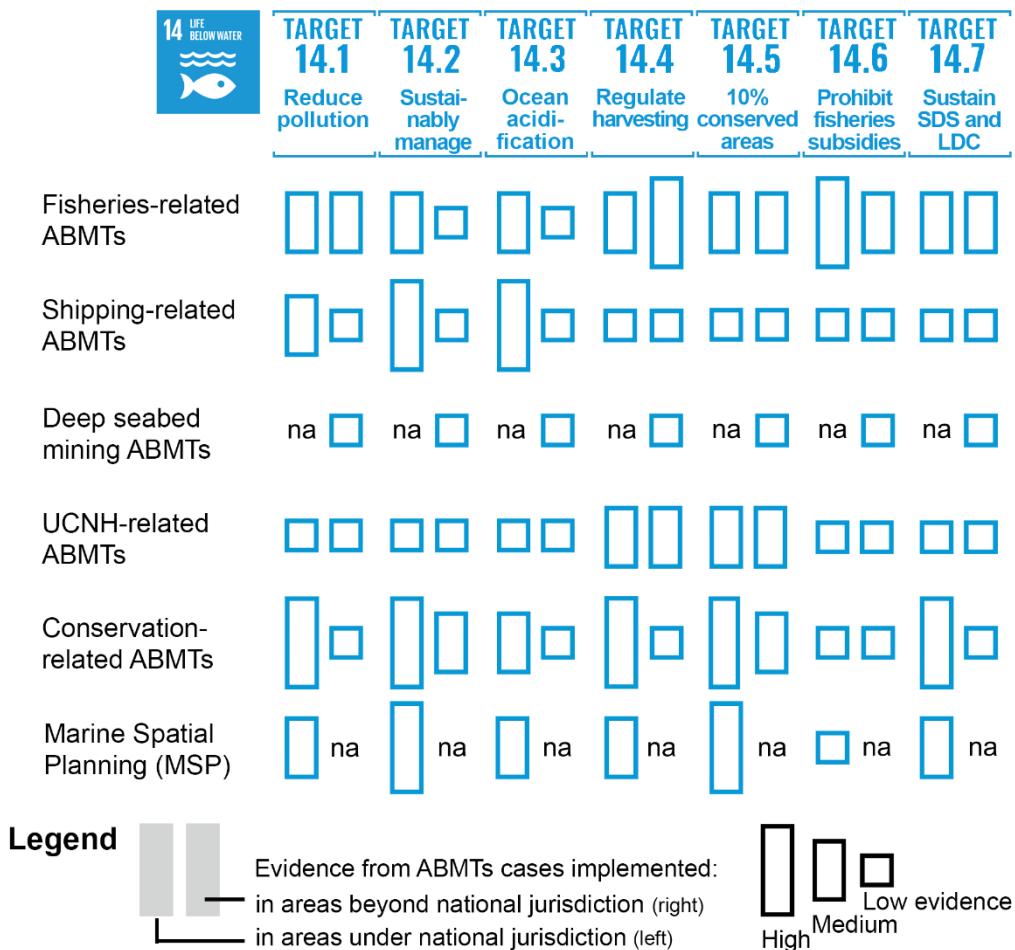 14 LIFE
BELOW WATER
TARGET
14.1
Reduce
pollution
TARGET
14.2
Sustai-
nably
manage
TARGET
14.3
Ocean
acidi-
fication
TARGET
14.4
Regulate
harvesting
TARGET
14.5
10%
conserved
areas
TARGET
14.6
Prohibit
fisheries
subsidies
TARGET
14.7
Sustain
SDS and
LDC
Fisheries-related
ABMTs
Shipping-related
ABMTs
Deep seabed
mining ABMTs
na na na na na na na
UCNH-related
ABMTs
Conservation-
related ABMTs
Marine Spatial
Planning (MSP)
na na na na na na na
Legend
Evidence from ABMTs cases implemented:
in areas beyond national jurisdiction (right)
in areas under national jurisdiction (left)
High
Medium
Low evidence